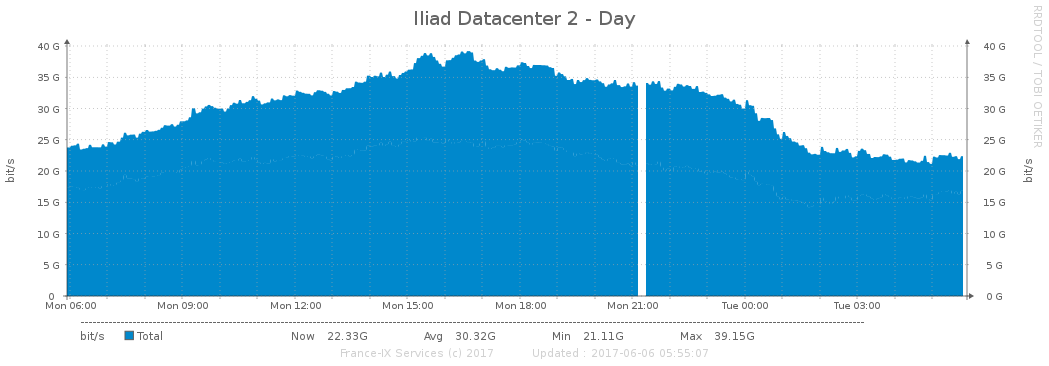 Iliad Datacenter 2 - Day
RRDTOOL / TOBI OETIKER
bit/s
40 G 40 G
35 G 35 G
30 G 30 G
25 G 25 G
20 G 20 G
15 G 15 G
10 G 10 G
5 G 5 G
0 0 G
bit/s
Mon 06:00 Mon 09:00 Mon 12:00 Mon 15:00 Mon 18:00 Mon 21:00 Tue 00:00 Tue 03:00
bit/s Total Now 22.33G Avg 30.32G Min 21.11G Max 39.15G
France-IX Services (c) 2017 Updated : 2017-06-06 05:55:07